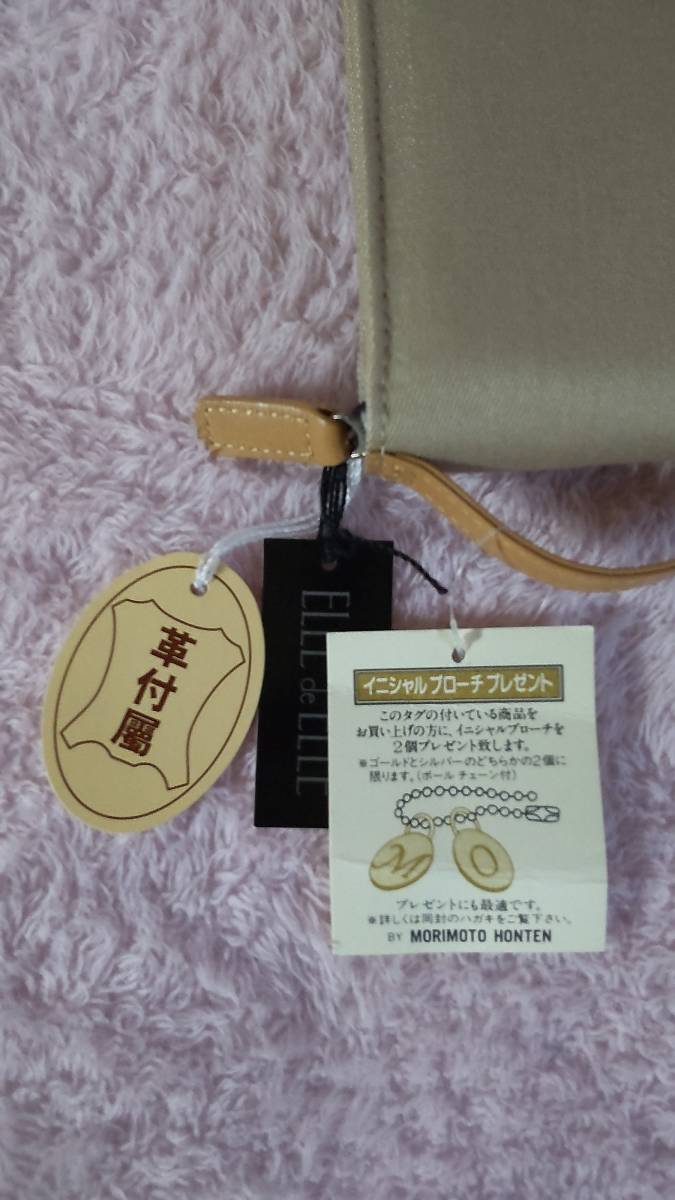 革付屬
ELLE de ELLE
イニシャルブローチプレゼント
このタグの付いている商品を
お買い上げの方に、イニシャルブローチを
2個プレゼント致します。
※ゴールドとシルバーのどちらかの2個に
限ります。(ボールチェーン付)
M O
プレゼントにも最適です。
※詳しくは同封のハガキをご覧下さい。
BY MORIMOTO HONTEN